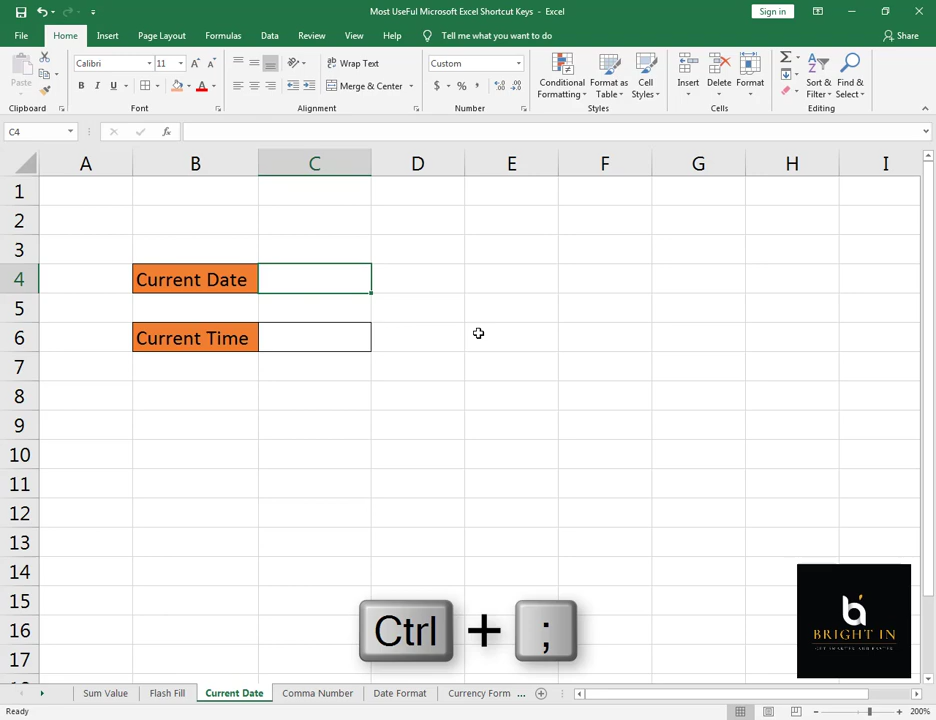 Most UseFul Microsoft Excel Shortcut Keys - Excel
Sign in
File Home Insert Page Layout Formulas Data Review View Help Tell me what you want to do Share
Paste
Calibri 11 A A
B I U A
Wrap Text
Merge & Center
Custom
$ % ,
Conditional Formatting
Format as Table
Cell Styles
Insert
Delete
Format
Sort & Filter
Find & Select
Clipboard Font Alignment Number Styles Cells Editing
C4 fx
A B C D E F G H I
1
2
3
4 Current Date
5
6 Current Time
7
8
9
10
11
12
13
14
15
16
17
Ctrl + ;
BRIGHT IN
GET SMARTER AND FASTER
Sum Value Flash Fill Current Date Comma Number Date Format Currency Form ...
Ready 200%